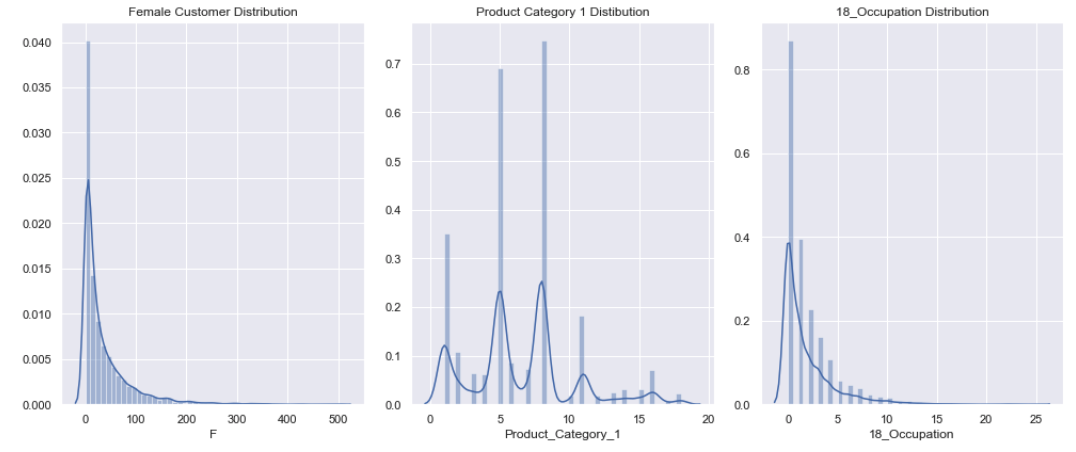 Female Customer Distribution
0.040
0.035
0.030
0.025
0.020
0.015
0.010
0.005
0.000
0 100 200 300 400 500
F
Product Category 1 Distibution
0.7
0.6
0.5
0.4
0.3
0.2
0.1
0.0
0 5 10 15 20
Product_Category_1
18_Occupation Distribution
0.8
0.6
0.4
0.2
0.0
0 5 10 15 20 25
18_Occupation